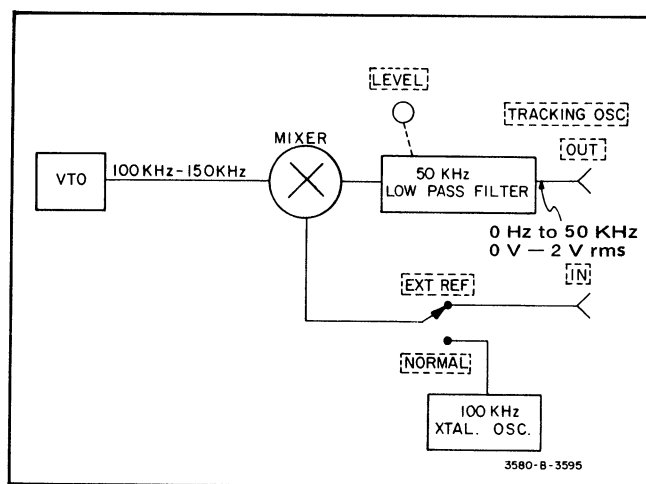 LEVEL
TRACKING OSC
MIXER
OUT
VTO
100KHz-150KHz
50 KHz
LOW PASS FILTER
0 Hz to 50 KHz
0 V — 2 V rms
IN
EXT REF
NORMAL
100 KHz
XTAL. OSC.
3580-B-3595